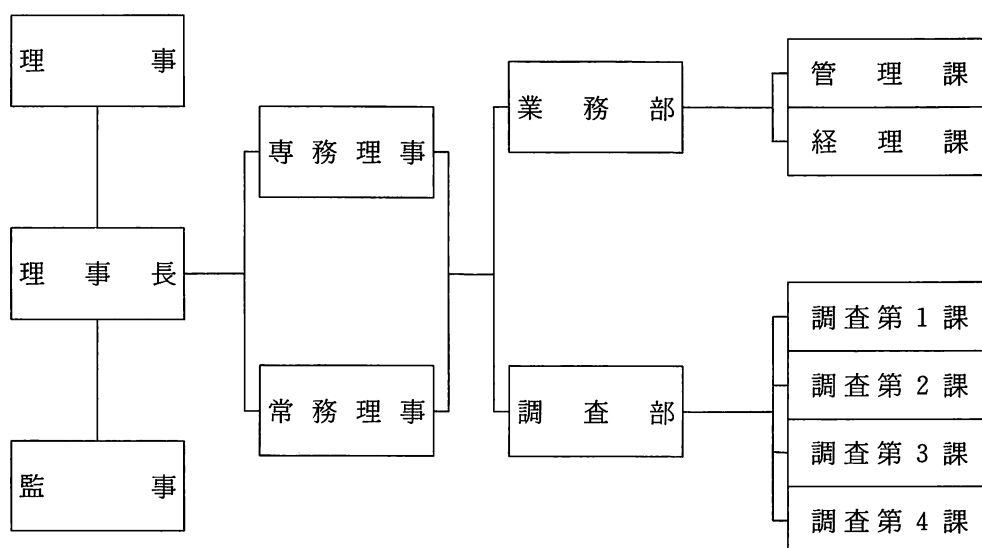 理事
理事長
監事
専務理事
常務理事
業務部
調査部
管理課
経理課
調査第1課
調査第2課
調査第3課
調査第4課